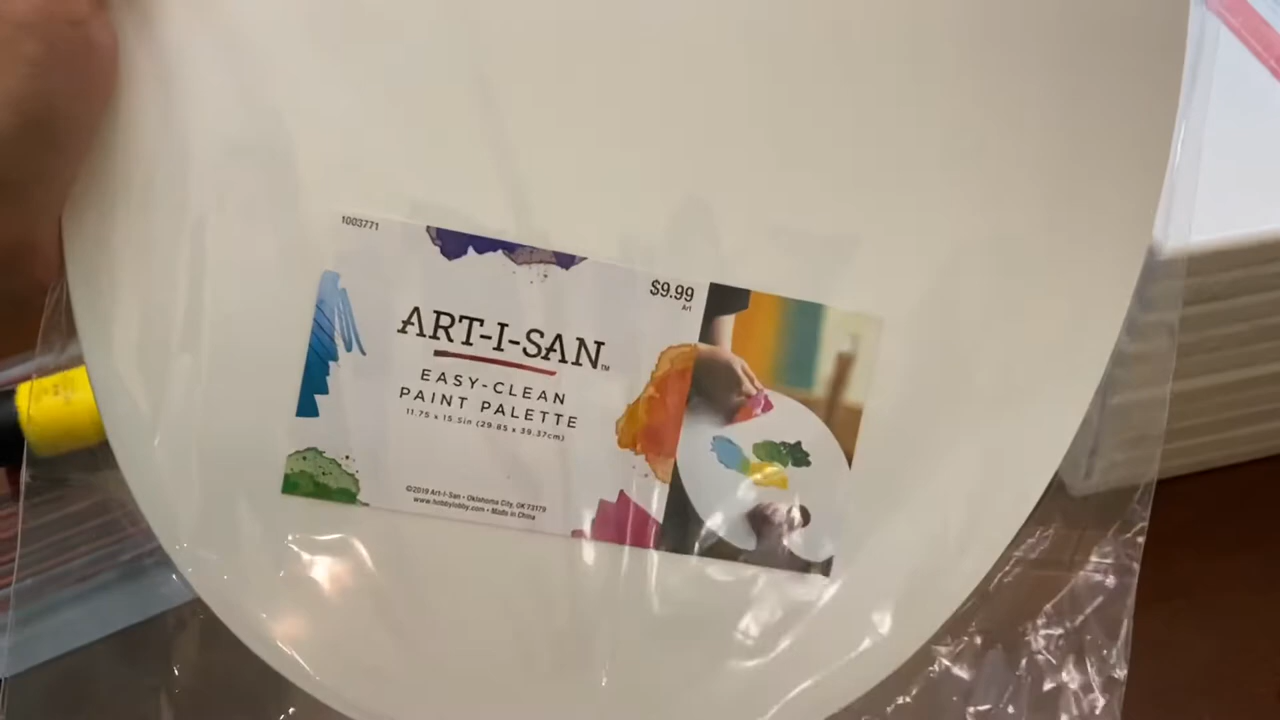 1003771
$9.99
Art
ART-I-SAN™
EASY-CLEAN
PAINT PALETTE
11.75 x 15.5in (29.85 x 39.37cm)
©2019 Art-I-San • Oklahoma City, OK 73179
www.hobbylobby.com • Made in China